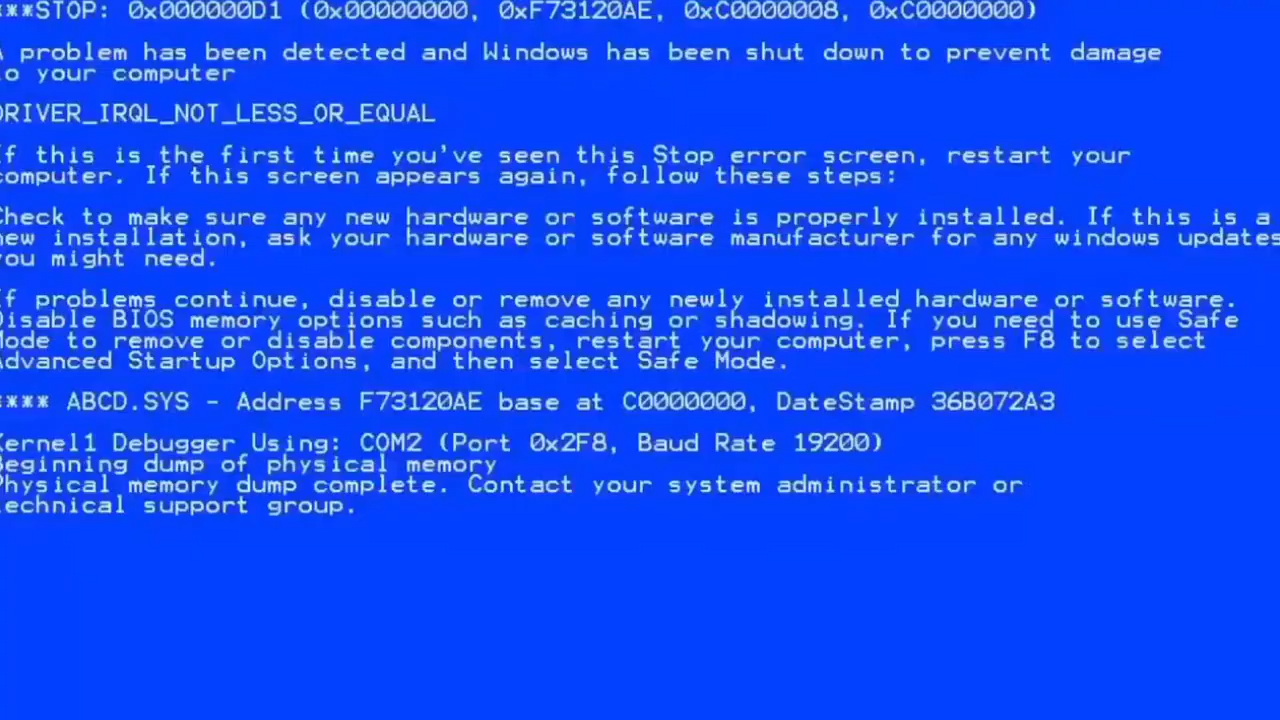 ***STOP: 0x000000D1 (0x00000000, 0xF73120AE, 0xC0000008, 0xC0000000)
A problem has been detected and Windows has been shut down to prevent damage
to your computer
DRIVER_IRQL_NOT_LESS_OR_EQUAL
If this is the first time you've seen this Stop error screen, restart your
computer. If this screen appears again, follow these steps:
Check to make sure any new hardware or software is properly installed. If this is a
new installation, ask your hardware or software manufacturer for any windows updates
you might need.
If problems continue, disable or remove any newly installed hardware or software.
Disable BIOS memory options such as caching or shadowing. If you need to use Safe
Mode to remove or disable components, restart your computer, press F8 to select
Advanced Startup Options, and then select Safe Mode.
**** ABCD.SYS - Address F73120AE base at C0000000, DateStamp 36B072A3
Kernel1 Debugger Using: COM2 (Port 0x2F8, Baud Rate 19200)
Beginning dump of physical memory
Physical memory dump complete. Contact your system administrator or
technical support group.